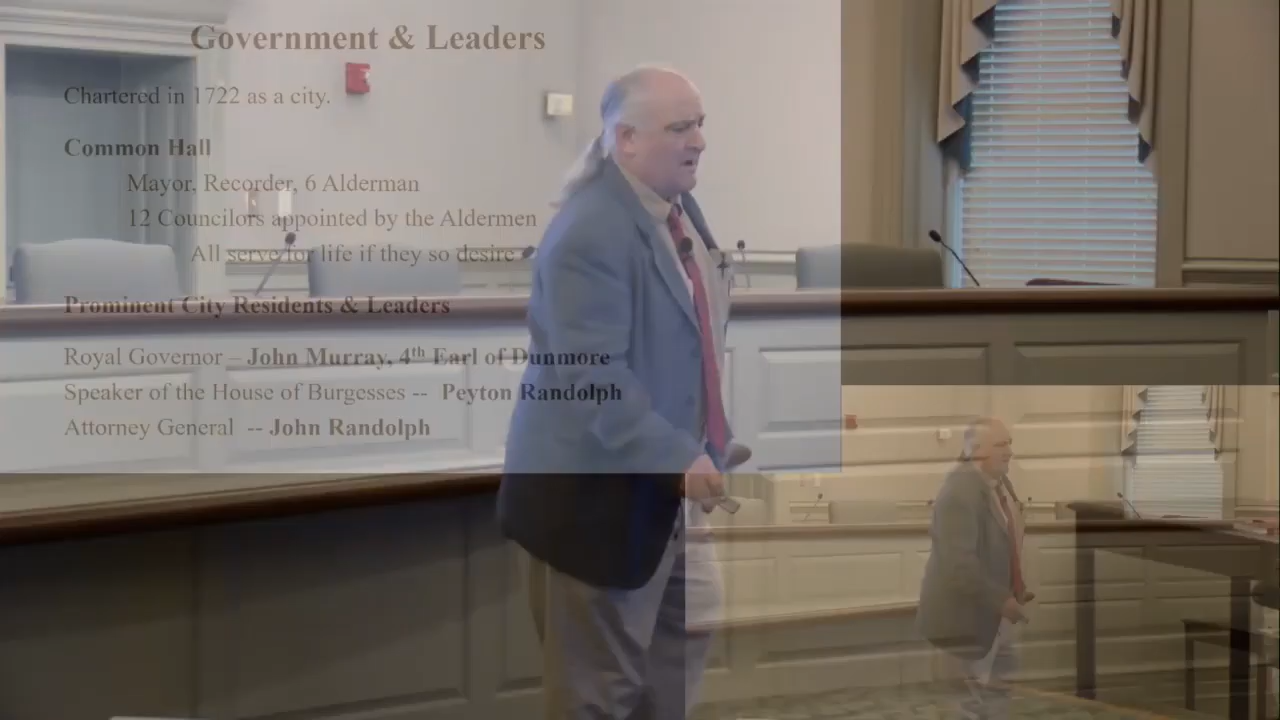 Government & Leaders
Chartered in 1722 as a city.
Common Hall
Mayor, Recorder, 6 Alderman
12 Councilors appointed by the Aldermen
All serve for life if they so desire
Prominent City Residents & Leaders
Royal Governor – John Murray, 4th Earl of Dunmore
Speaker of the House of Burgesses -- Peyton Randolph
Attorney General -- John Randolph